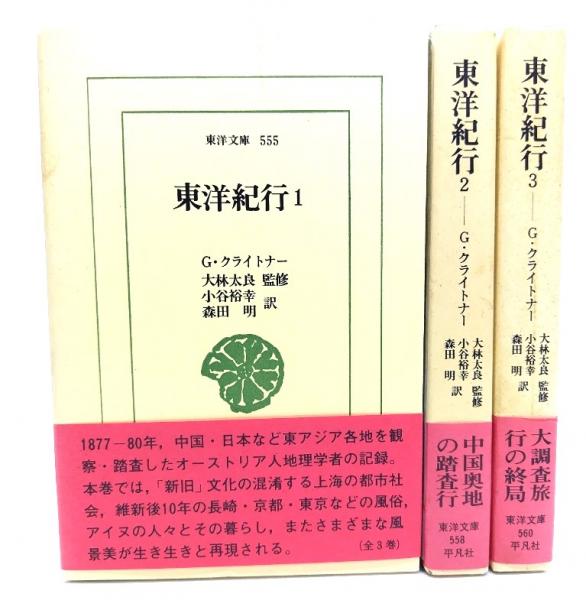 東洋文庫 555
東洋紀行1
G・クライトナー
大林太良 監修
小谷裕幸
森田 明 訳
1877－80年，中国・日本など東アジア各地を観
察・踏査したオーストリア人地理学者の記録。
本巻では，「新旧」文化の混淆する上海の都市社
会，維新後10年の長崎・京都・東京などの風俗，
アイヌの人々とその暮らし，またさまざまな風
景美が生き生きと再現される。
(全3巻)
東洋紀行2──G・クライトナー
大林太良 監修
小谷裕幸
森田 明 訳
中国奥地
の踏査行
東洋文庫
558
平凡社
東洋紀行3──G・クライトナー
大林太良 監修
小谷裕幸
森田 明 訳
大調査旅
行の終局
東洋文庫
560
平凡社